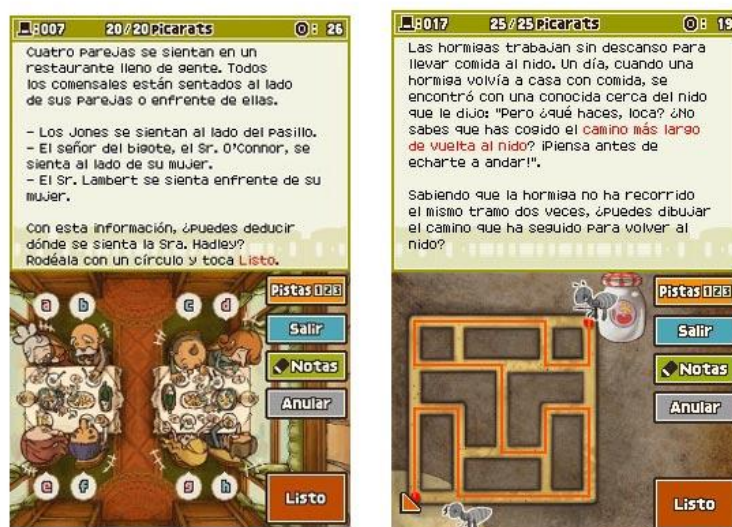 :007 20/20 Picarats : 26
Cuatro parejas se sientan en un
restaurante lleno de gente. Todos
los comensales están sentados al lado
de sus parejas o enfrente de ellas.
- Los Jones se sientan al lado del pasillo.
- El señor del bigote, el Sr. O'Connor, se
sienta al lado de su mujer.
- El Sr. Lambert se sienta enfrente de su
mujer.
Con esta información, ¿puedes deducir
dónde se sienta la Sra. Hadley?
Rodéala con un círculo y toca Listo.
a b c d
Pistas 1 2 3
Salir
Notas
Anular
e f g h
Listo
:017 25/25 Picarats : 19
Las hormigas trabajan sin descanso para
llevar comida al nido. Un día, cuando una
hormiga volvía a casa con comida, se
encontró con una conocida cerca del nido
que le dijo: "Pero ¿qué haces, loca? ¿No
sabes que has cogido el camino más largo
de vuelta al nido? ¡Piensa antes de
echarte a andar!".
Sabiendo que la hormiga no ha recorrido
el mismo tramo dos veces, ¿puedes dibujar
el camino que ha seguido para volver al
nido?
Pistas 1 2 3
Salir
Notas
Anular
Listo